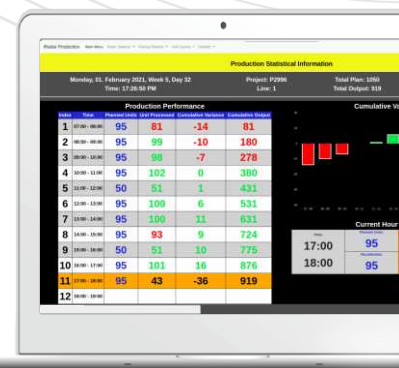 Production Statistical Information
Monday, 01. February 2021, Week 5, Day 32
Project: P2996
Total Plan: 1050
Time: 17:26:50 PM
Line: 1
Total Output: 919
Production Performance
Index Time Planned Units Unit Processed Cumulative Variance Cumulative Output
1 07:00 - 08:00 95 81 -14 81
2 08:00 - 09:00 95 99 -10 180
3 09:00 - 10:00 95 98 -7 278
4 10:00 - 11:00 95 102 0 380
5 11:00 - 12:00 50 51 1 431
6 12:00 - 13:00 95 100 6 531
7 13:00 - 14:00 95 100 11 631
8 14:00 - 15:00 95 93 9 724
9 15:00 - 16:00 50 51 10 775
10 16:00 - 17:00 95 101 16 876
11 17:00 - 18:00 95 43 -36 919
12 18:00 - 19:00
Cumulative
Current Hour
17:00 95
18:00 95